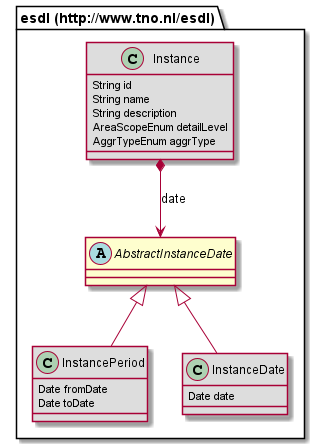 esdl (http://www.tno.nl/esdl)
C Instance
String id
String name
String description
AreaScopeEnum detailLevel
AggrTypeEnum aggrType
date
A AbstractInstanceDate
C InstancePeriod
Date fromDate
Date toDate
C InstanceDate
Date date